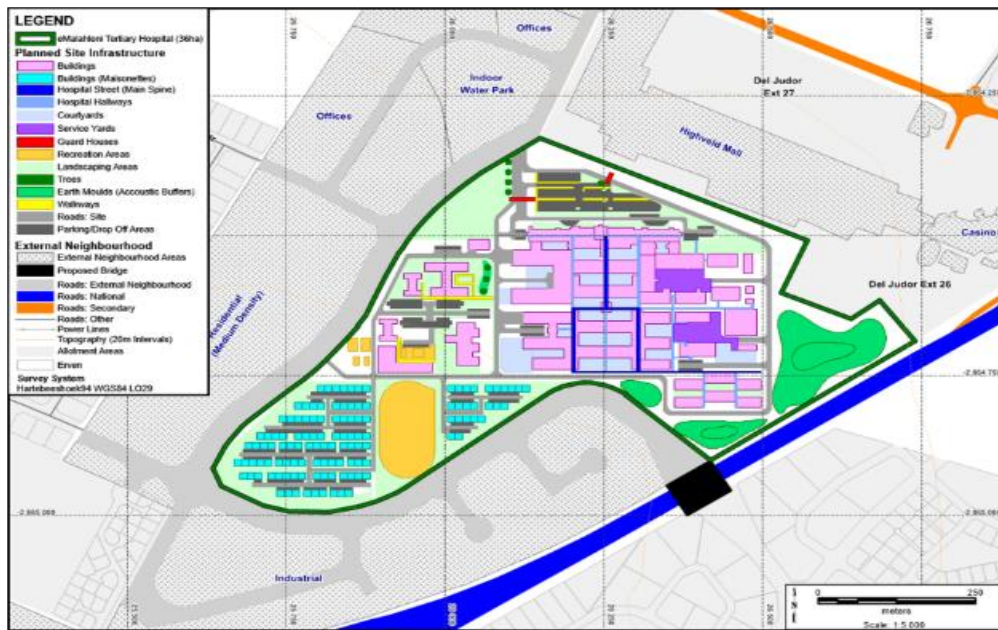 LEGEND
eMalahleni Tertiary Hospital (36ha)
Planned Site Infrastructure
Buildings
Buildings (Maisonettes)
Hospital Street (Main Spine)
Hospital Hallways
Courtyards
Service Yards
Guard Houses
Recreation Areas
Landscaping Areas
Trees
Earth Moulds (Accoustic Buffers)
Walkways
Roads: Site
Parking/Drop Off Areas
External Neighbourhood
External Neighbourhood Areas
Proposed Bridge
Roads: External Neighbourhood
Roads: National
Roads: Secondary
Roads: Other
Power Lines
Topography (20m Intervals)
Allotment Areas
Erven
Survey System
Hartebeeshoek94 WGS84 LO29
Offices
Indoor
Water Park
Offices
Del Judor
Ext 27
Highveld Mall
Casino
Del Judor Ext 26
Residential
(Medium Density)
Industrial
-2 865 000
0
250
meters
Scale: 1:5 000